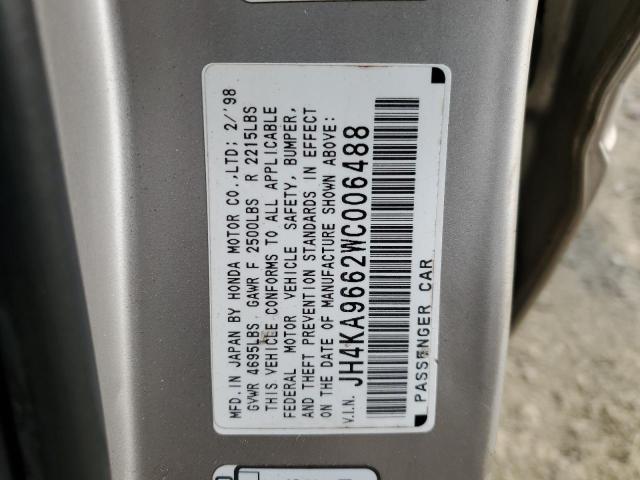 MFD. IN JAPAN BY HONDA MOTOR CO.,LTD; 2/'98
GVWR 4695LBS GAWR F 2500LBS R 2215LBS
THIS VEHICLE CONFORMS TO ALL APPLICABLE
FEDERAL MOTOR VEHICLE SAFETY, BUMPER,
AND THEFT PREVENTION STANDARDS IN EFFECT
ON THE DATE OF MANUFACTURE SHOWN ABOVE:
V.I.N. JH4KA9662WC006488
PASSENGER CAR